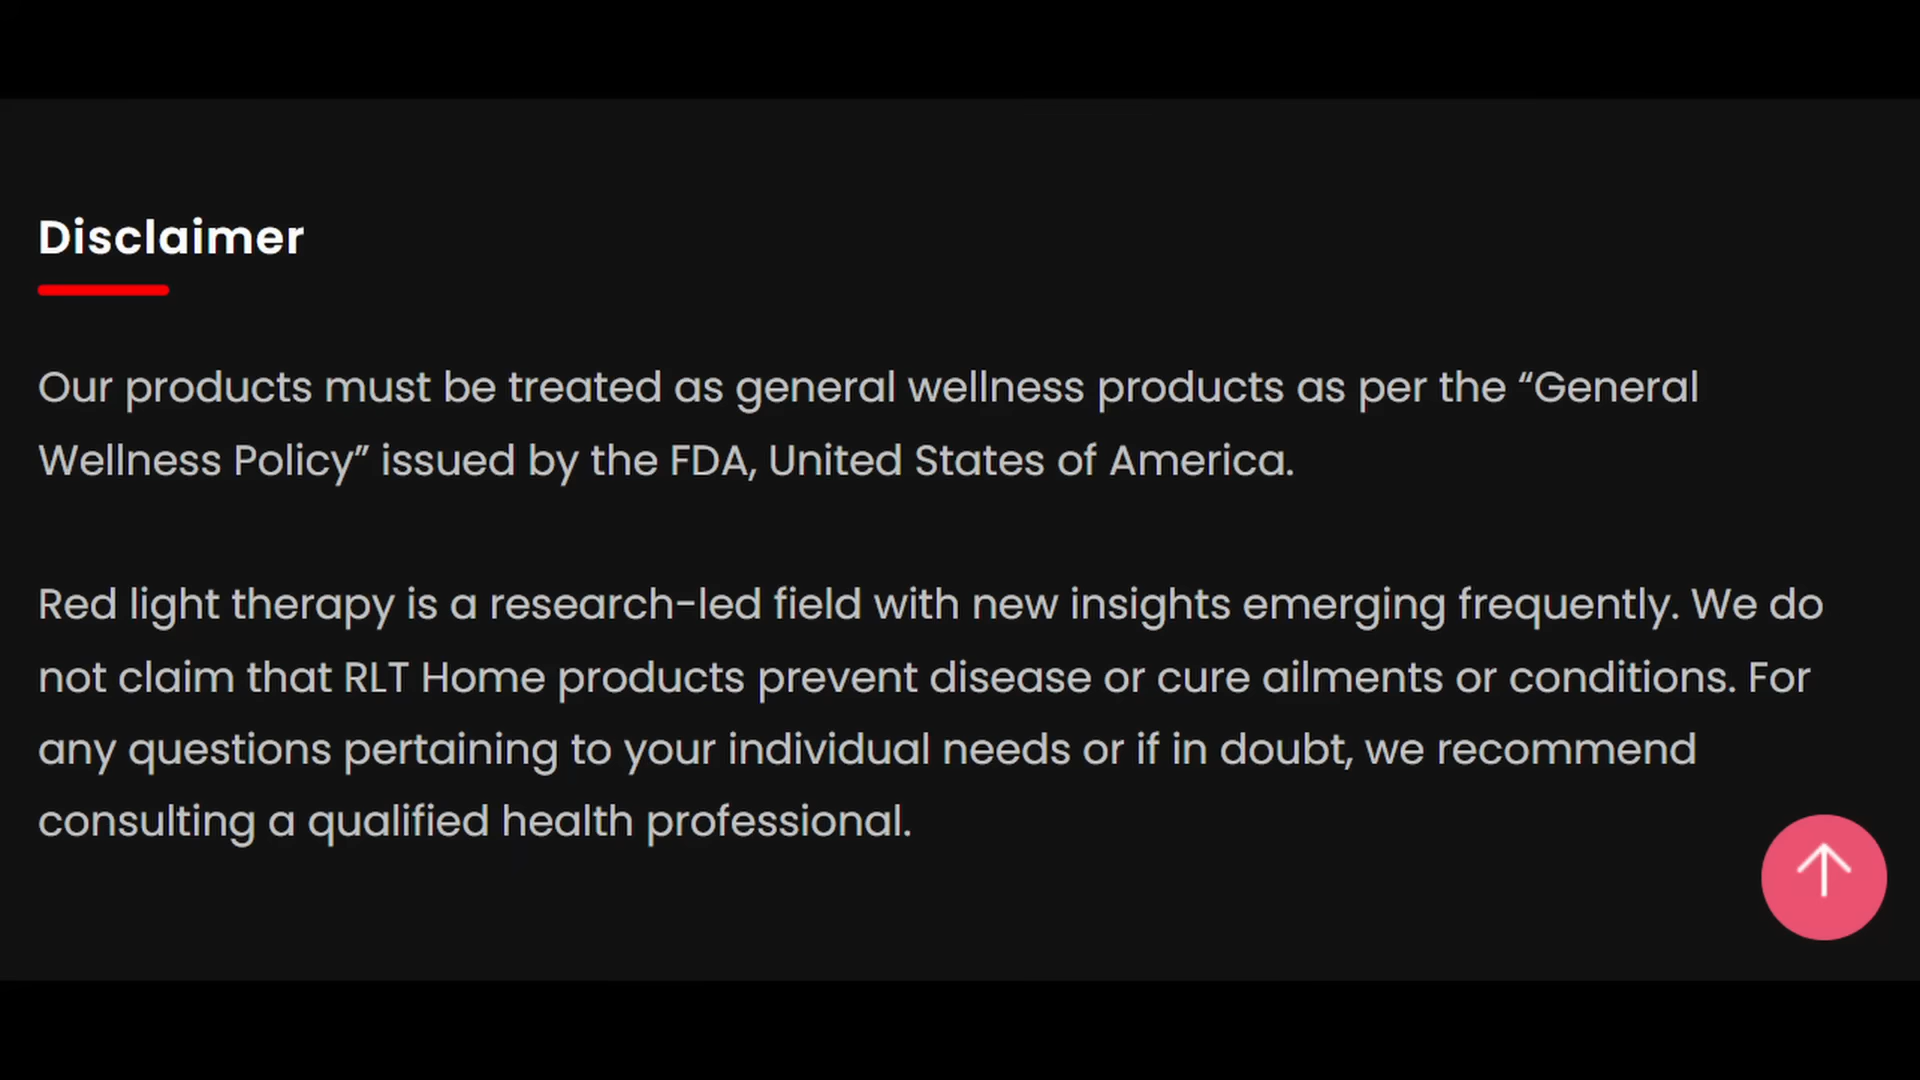 Disclaimer
Our products must be treated as general wellness products as per the “General
Wellness Policy” issued by the FDA, United States of America.
Red light therapy is a research-led field with new insights emerging frequently. We do
not claim that RLT Home products prevent disease or cure ailments or conditions. For
any questions pertaining to your individual needs or if in doubt, we recommend
consulting a qualified health professional.